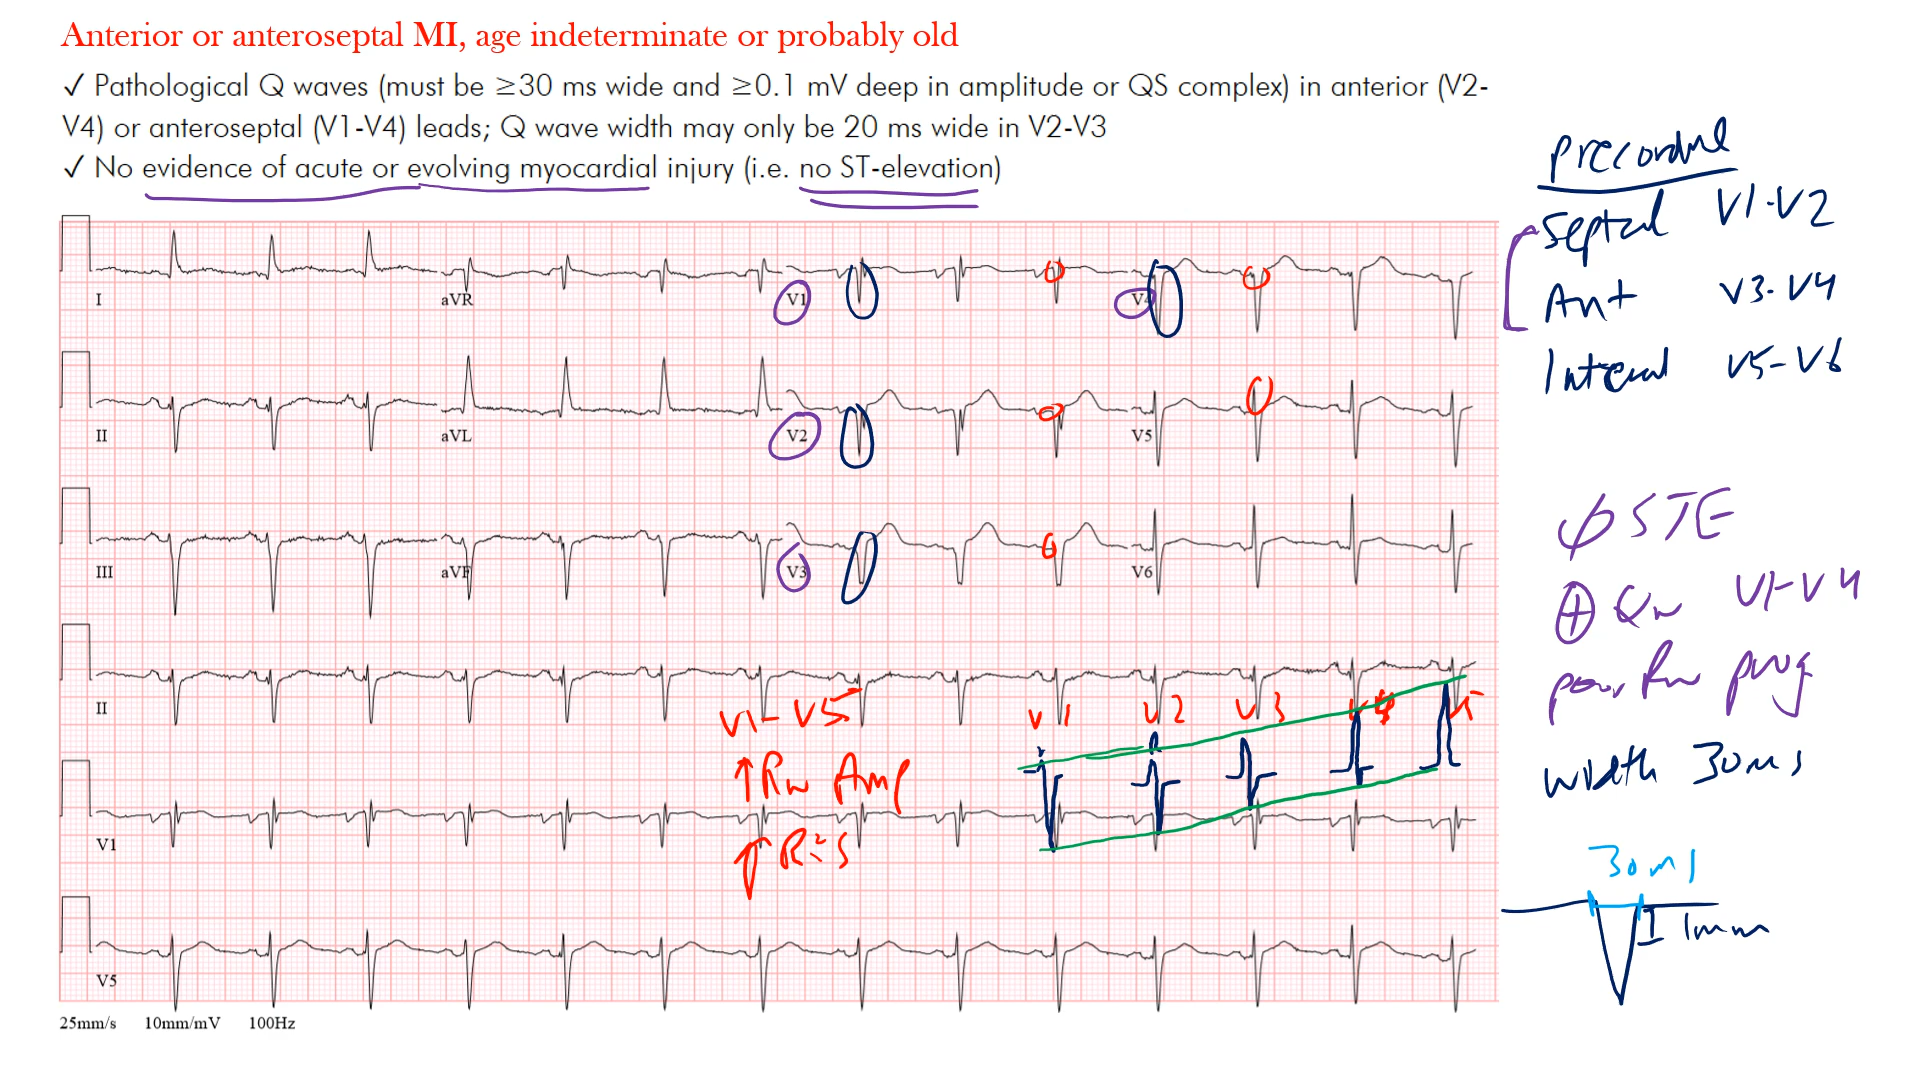 Anterior or anteroseptal MI, age indeterminate or probably old
✓ Pathological Q waves (must be ≥30 ms wide and ≥0.1 mV deep in amplitude or QS complex) in anterior (V2-
V4) or anteroseptal (V1-V4) leads; Q wave width may only be 20 ms wide in V2-V3
✓ No evidence of acute or evolving myocardial injury (i.e. no ST-elevation)
Septal V1-V2
Ant V3-V4
V5-V6
I
aVR
V1
II
aVL
V2
V5
III
aVF
V3
V6
II
V1
V5
25mm/s 10mm/mV 100Hz
V1-V5
↑ Rw Amp
↑ R:S
V1 V2 V3 V4
φ STE
⊕ Qw V1-V4
poor Rw prog
width 30ms
30ms
1mm